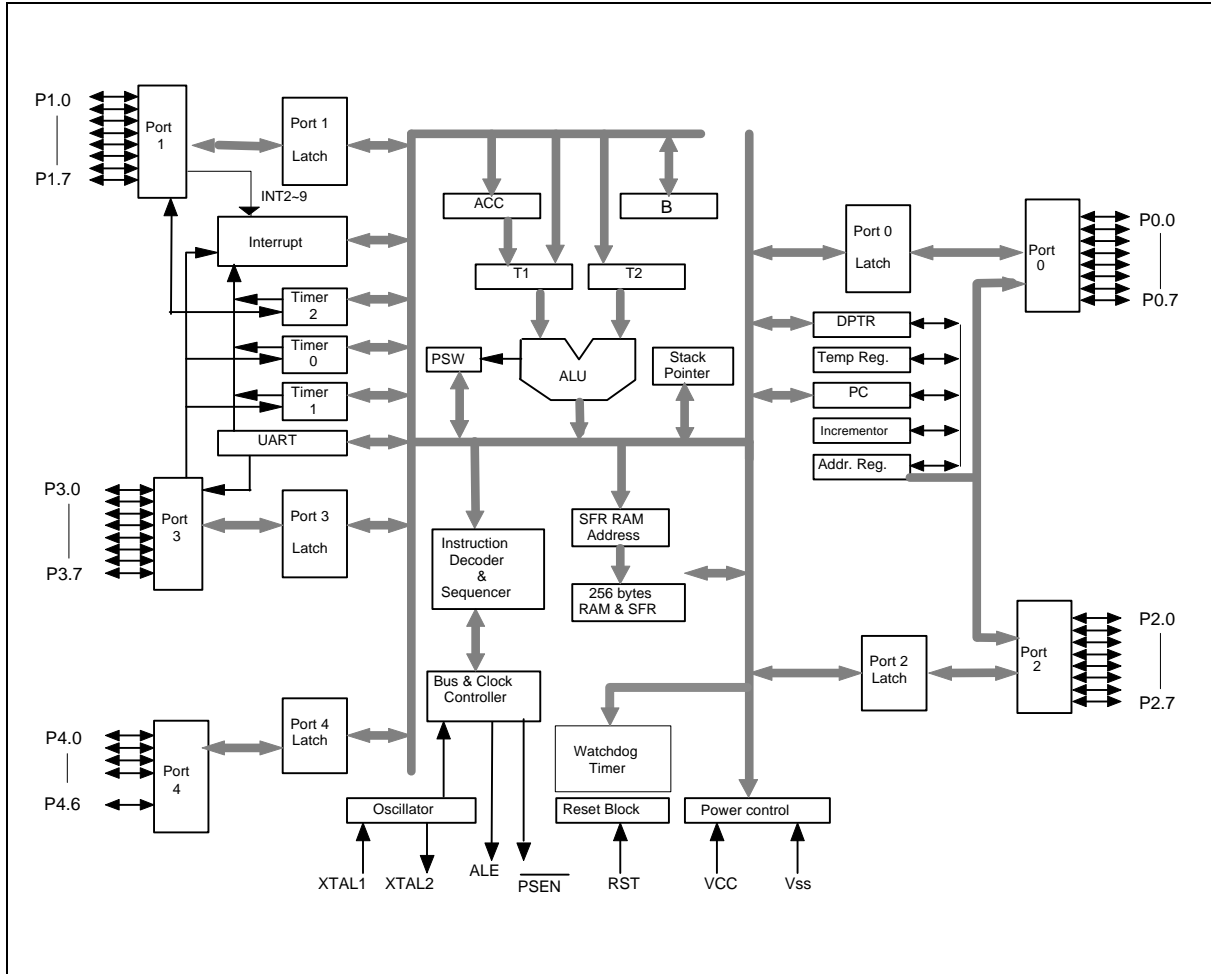 P1.0
P1.7
Port
1
Port 1
Latch
INT2~9
Interrupt
Timer
2
Timer
0
Timer
1
UART
P3.0
P3.7
Port
3
Port 3
Latch
P4.0
P4.6
Port
4
Port 4
Latch
ACC
B
T1
T2
PSW
ALU
Stack
Pointer
Instruction
Decoder
&
Sequencer
SFR RAM
Address
256 bytes
RAM & SFR
Bus & Clock
Controller
Watchdog
Timer
Oscillator
Reset Block
Power control
XTAL1
XTAL2
ALE
PSEN
RST
VCC
Vss
Port 0
Latch
Port
0
P0.0
P0.7
DPTR
Temp Reg.
PC
Incrementor
Addr. Reg.
Port 2
Latch
Port
2
P2.0
P2.7